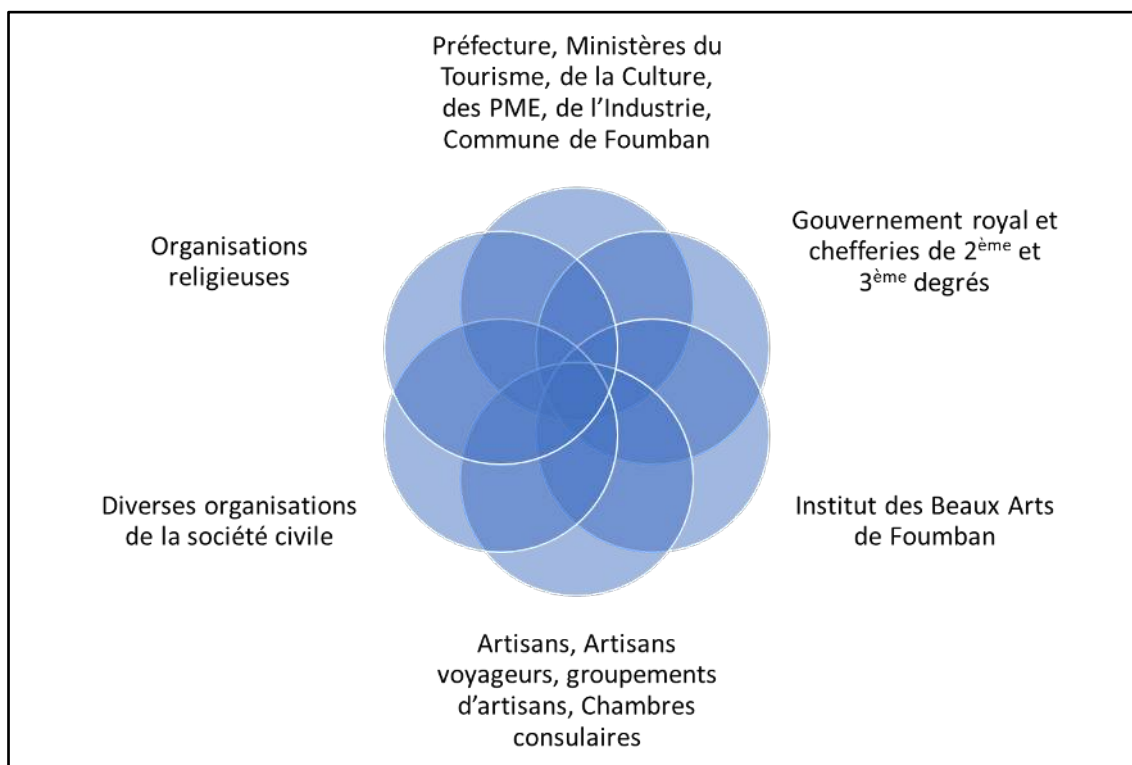 Préfecture, Ministères du
Tourisme, de la Culture,
des PME, de l’Industrie,
Commune de Foumban
Gouvernement royal et
chefferies de 2ème et
3ème degrés
Institut des Beaux Arts
de Foumban
Artisans, Artisans
voyageurs, groupements
d’artisans, Chambres
consulaires
Diverses organisations
de la société civile
Organisations
religieuses